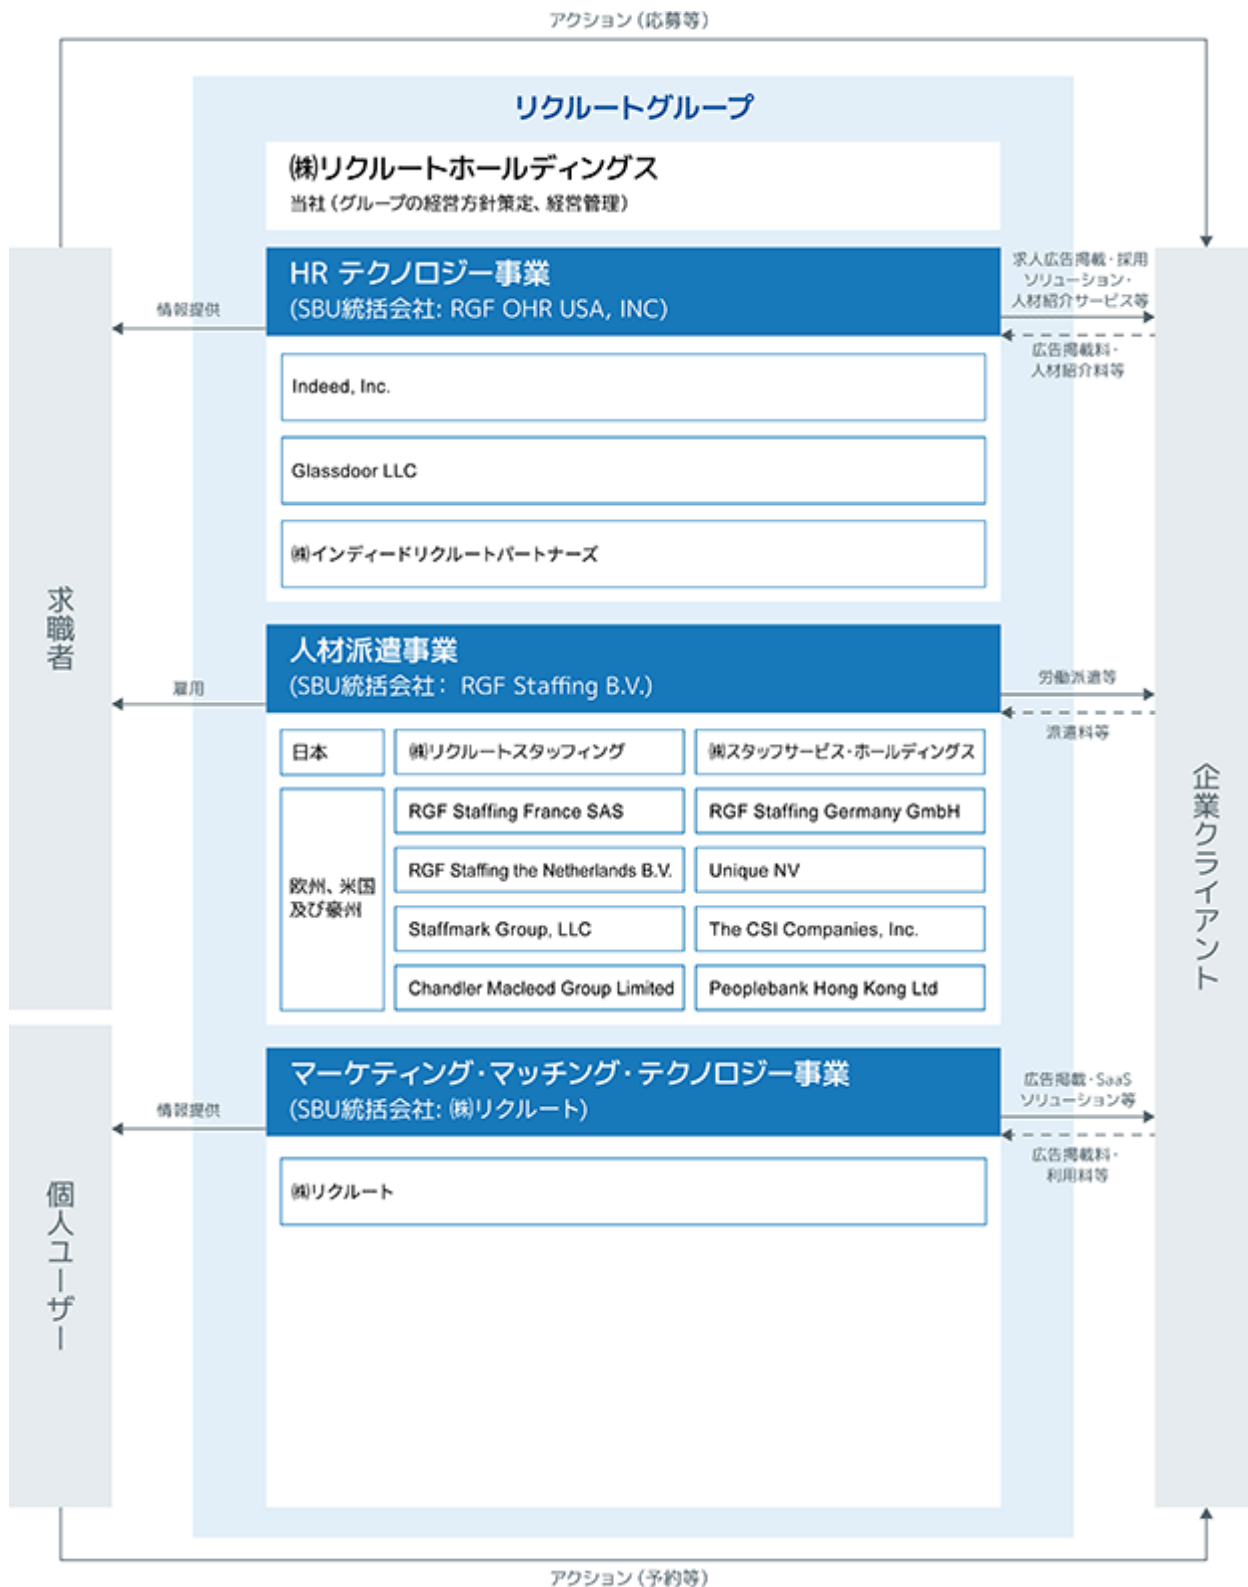 アクション（応募等）
リクルートグループ
㈱リクルートホールディングス
当社（グループの経営方針策定、経営管理）
HR テクノロジー事業
(SBU統括会社: RGF OHR USA, INC)
情報提供
求人広告掲載・採用
ソリューション・
人材紹介サービス等
広告掲載料・
人材紹介料等
Indeed, Inc.
Glassdoor LLC
㈱インディードリクルートパートナーズ
求職者
人材派遣事業
(SBU統括会社： RGF Staffing B.V.)
雇用
労働派遣等
派遣料等
日本
㈱リクルートスタッフィング
㈱スタッフサービス・ホールディングス
欧州、米国
及び豪州
RGF Staffing France SAS
RGF Staffing Germany GmbH
RGF Staffing the Netherlands B.V.
Unique NV
Staffmark Group, LLC
The CSI Companies, Inc.
Chandler Macleod Group Limited
Peoplebank Hong Kong Ltd
企業クライアント
マーケティング・マッチング・テクノロジー事業
(SBU統括会社: ㈱リクルート)
情報提供
広告掲載・SaaS
ソリューション等
広告掲載料・
利用料等
㈱リクルート
個人ユーザー
アクション（予約等）